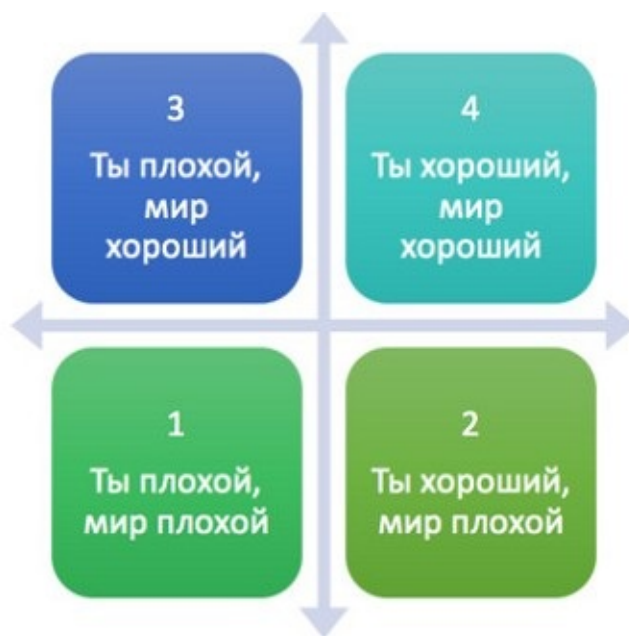 3
Ты плохой,
мир
хороший
4
Ты хороший,
мир
хороший
1
Ты плохой,
мир плохой
2
Ты хороший,
мир плохой